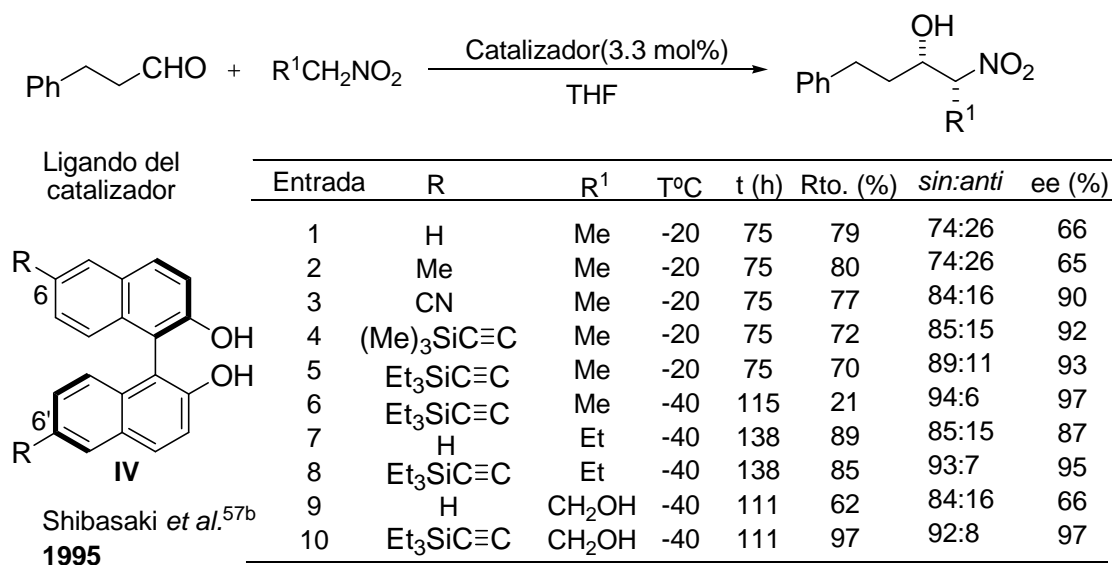 Ph CHO + R¹CH₂NO₂ Catalizador(3.3 mol%) THF Ph OH NO₂ R¹
Ligando del
catalizador
R 6 OH
OH 6' R
IV
Shibasaki et al.⁵⁷ᵇ
1995
Entrada R R¹ TºC t (h) Rto. (%) sin:anti ee (%)
1 H Me -20 75 79 74:26 66
2 Me Me -20 75 80 74:26 65
3 CN Me -20 75 77 84:16 90
4 (Me)₃SiC≡C Me -20 75 72 85:15 92
5 Et₃SiC≡C Me -20 75 70 89:11 93
6 Et₃SiC≡C Me -40 115 21 94:6 97
7 H Et -40 138 89 85:15 87
8 Et₃SiC≡C Et -40 138 85 93:7 95
9 H CH₂OH -40 111 62 84:16 66
10 Et₃SiC≡C CH₂OH -40 111 97 92:8 97